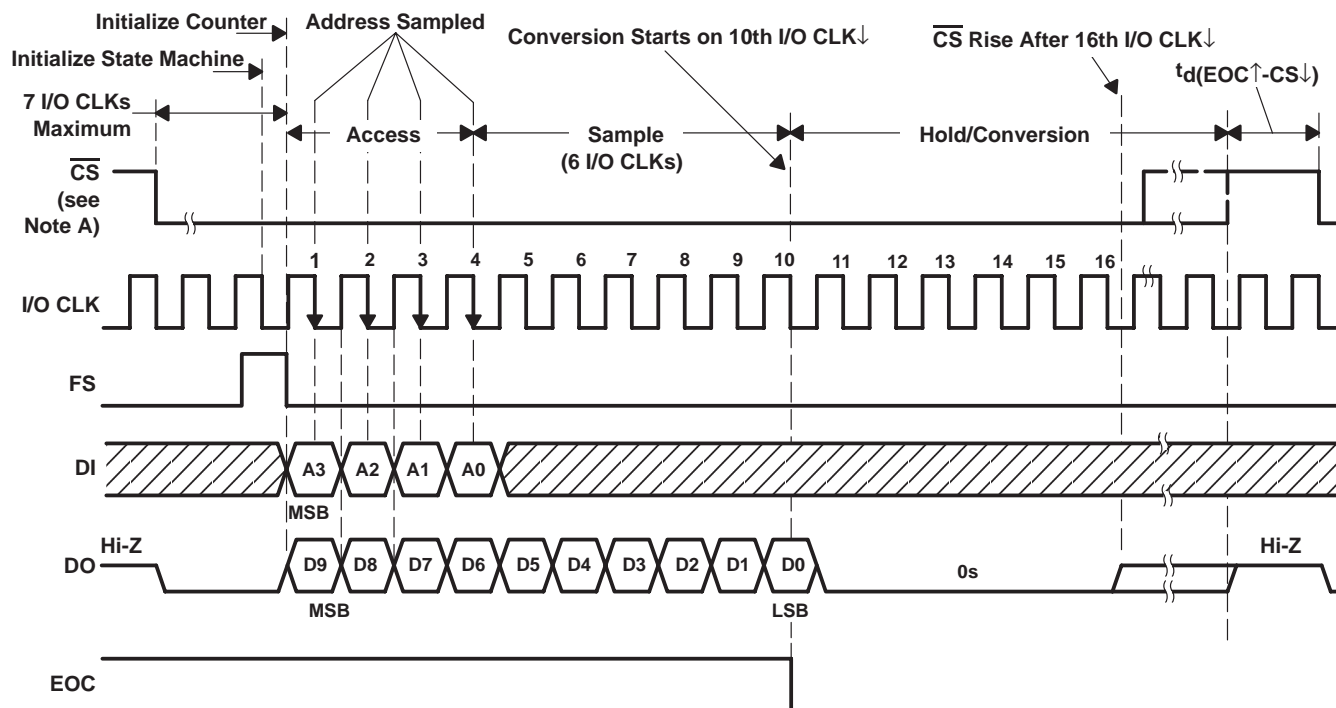 Initialize Counter
Address Sampled
Conversion Starts on 10th I/O CLK↓
CS Rise After 16th I/O CLK↓
Initialize State Machine
td(EOC↑-CS↓)
7 I/O CLKs
Maximum
Access
Sample
(6 I/O CLKs)
Hold/Conversion
CS
(see
Note A)
1 2 3 4 5 6 7 8 9 10 11 12 13 14 15 16
I/O CLK
FS
DI
A3 A2 A1 A0
MSB
Hi-Z
Hi-Z
DO
D9 D8 D7 D6 D5 D4 D3 D2 D1 D0
0s
MSB
LSB
EOC